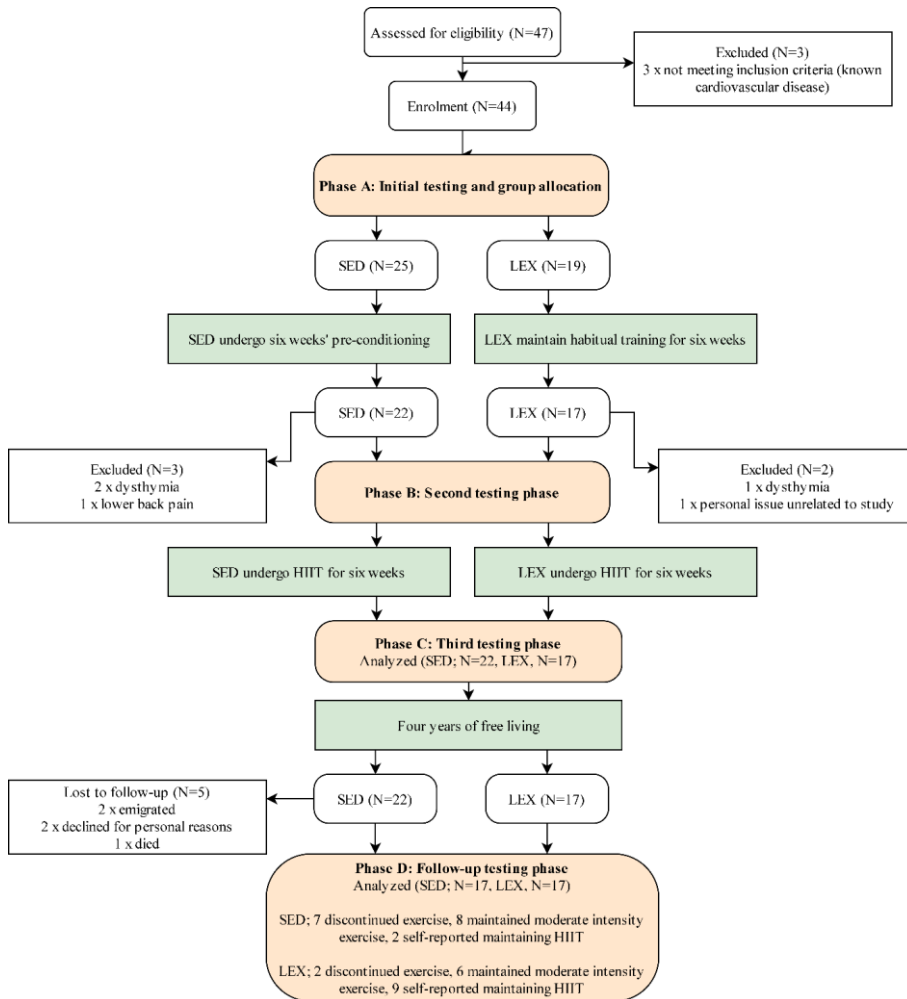 Assessed for eligibility (N=47)
Excluded (N=3)
3 x not meeting inclusion criteria (known
cardiovascular disease)
Enrolment (N=44)
Phase A: Initial testing and group allocation
SED (N=25)
LEX (N=19)
SED undergo six weeks' pre-conditioning
LEX maintain habitual training for six weeks
SED (N=22)
LEX (N=17)
Excluded (N=3)
2 x dysthymia
1 x lower back pain
Excluded (N=2)
1 x dysthymia
1 x personal issue unrelated to study
Phase B: Second testing phase
SED undergo HIIT for six weeks
LEX undergo HIIT for six weeks
Phase C: Third testing phase
Analyzed (SED; N=22, LEX, N=17)
Four years of free living
Lost to follow-up (N=5)
2 x emigrated
2 x declined for personal reasons
1 x died
SED (N=22)
LEX (N=17)
Phase D: Follow-up testing phase
Analyzed (SED; N=17, LEX, N=17)
SED; 7 discontinued exercise, 8 maintained moderate intensity
exercise, 2 self-reported maintaining HIIT
LEX; 2 discontinued exercise, 6 maintained moderate intensity
exercise, 9 self-reported maintaining HIIT